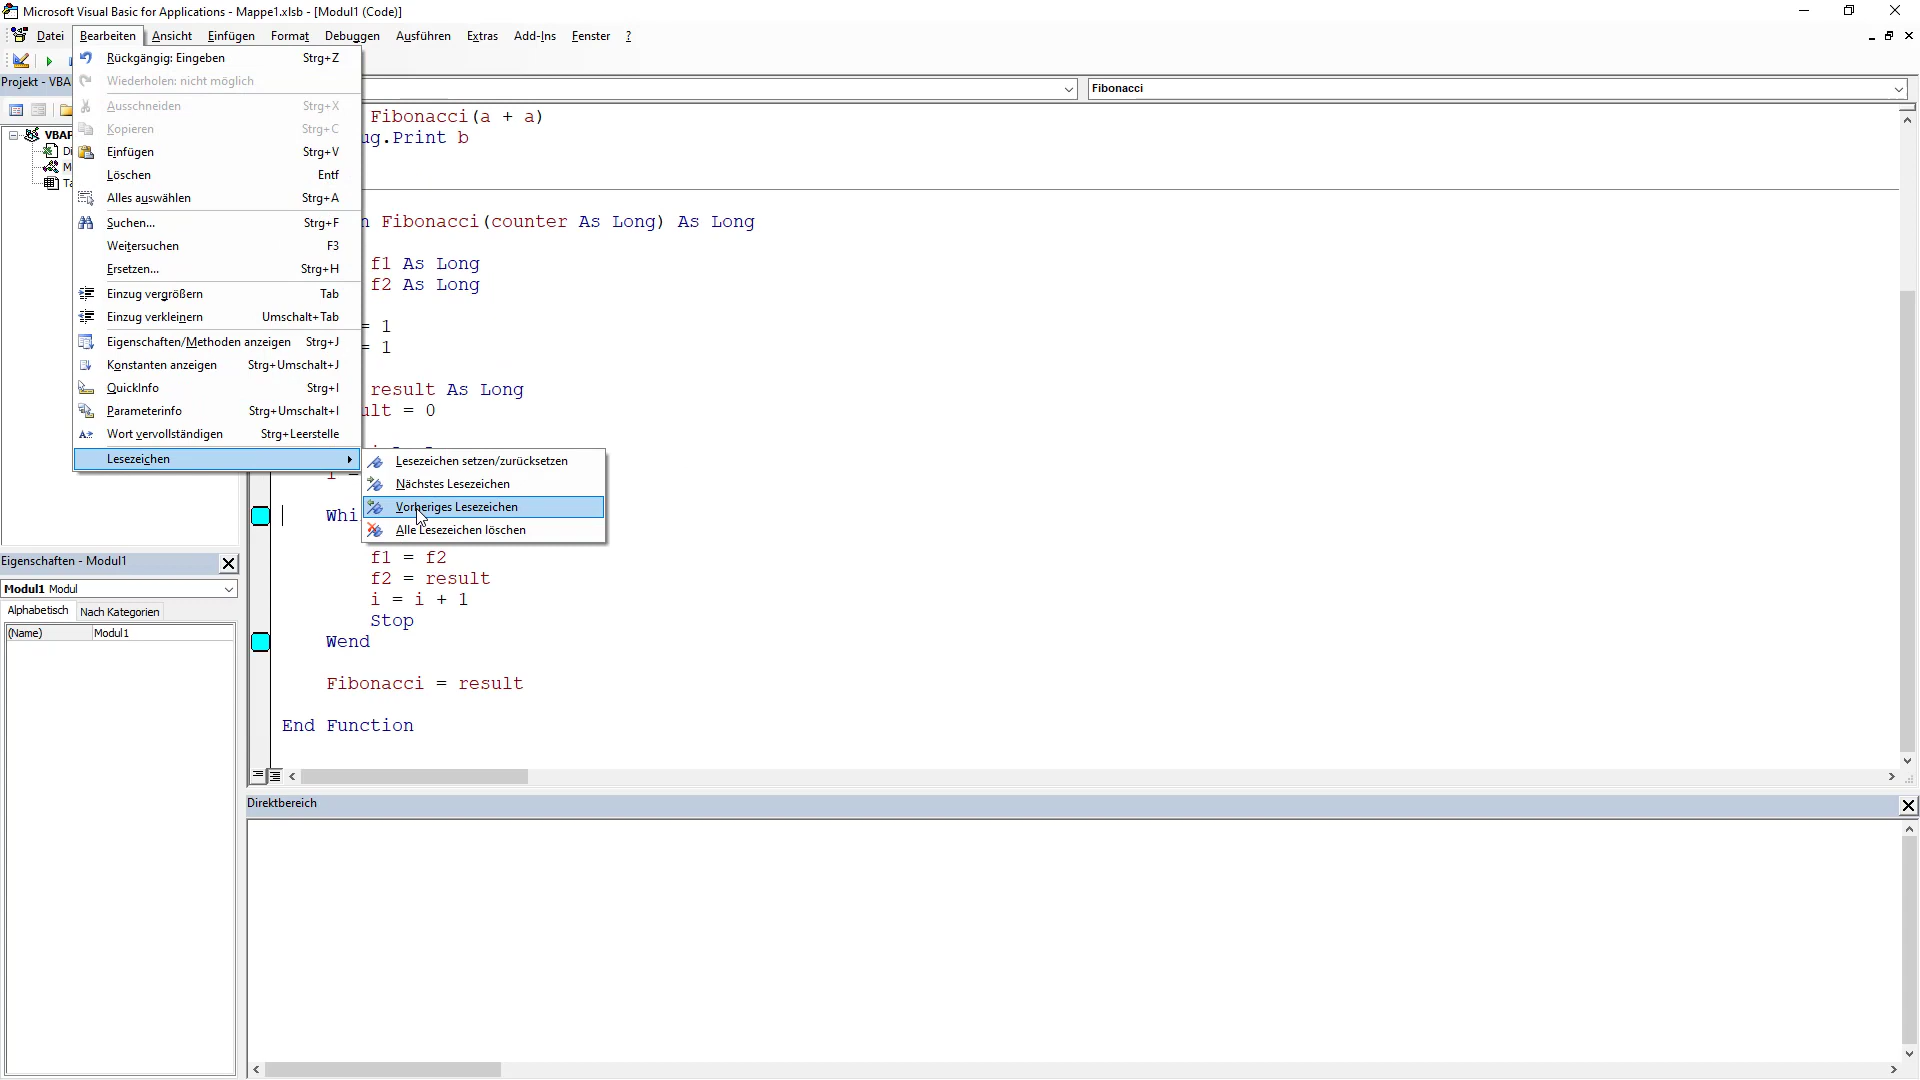 Microsoft Visual Basic for Applications - Mappe1.xlsb - [Modul1 (Code)]
Datei Bearbeiten Ansicht Einfügen Format Debuggen Ausführen Extras Add-Ins Fenster ?
Rückgängig: Eingeben Strg+Z
Wiederholen: nicht möglich
Ausschneiden Strg+X
Kopieren Strg+C
Einfügen Strg+V
Löschen Entf
Alles auswählen Strg+A
Suchen... Strg+F
Weitersuchen F3
Ersetzen... Strg+H
Einzug vergrößern Tab
Einzug verkleinern Umschalt+Tab
Eigenschaften/Methoden anzeigen Strg+J
Konstanten anzeigen Strg+Umschalt+J
QuickInfo Strg+I
Parameterinfo Strg+Umschalt+I
Wort vervollständigen Strg+Leerstelle
Lesezeichen
Lesezeichen setzen/zurücksetzen
Nächstes Lesezeichen
Vorheriges Lesezeichen
Alle Lesezeichen löschen
Projekt - VBA
VBAP
Di
M
Ta
Fibonacci
Fibonacci(a + a)
ug.Print b
n Fibonacci(counter As Long) As Long
f1 As Long
f2 As Long
= 1
= 1
result As Long
ult = 0
i =
Whi
f1 = f2
f2 = result
i = i + 1
Stop
Wend
Fibonacci = result
End Function
Eigenschaften - Modul1
Modul1 Modul
Alphabetisch Nach Kategorien
(Name) Modul1
Direktbereich